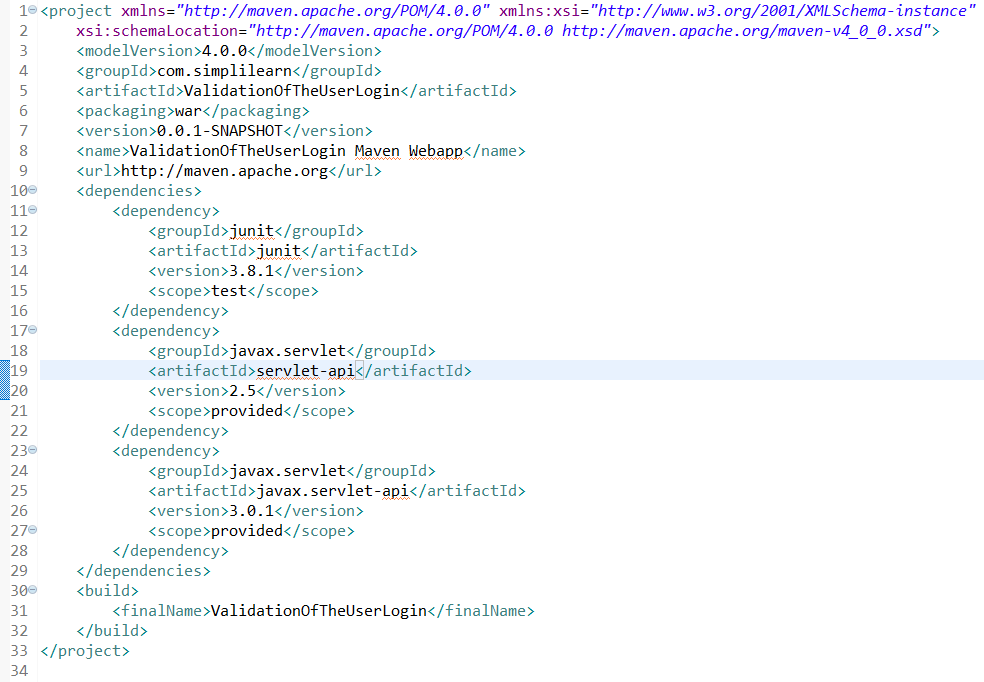 1 <project xmlns="http://maven.apache.org/POM/4.0.0" xmlns:xsi="http://www.w3.org/2001/XMLSchema-instance"
2     xsi:schemaLocation="http://maven.apache.org/POM/4.0.0 http://maven.apache.org/maven-v4_0_0.xsd">
3     <modelVersion>4.0.0</modelVersion>
4     <groupId>com.simplilearn</groupId>
5     <artifactId>ValidationOfTheUserLogin</artifactId>
6     <packaging>war</packaging>
7     <version>0.0.1-SNAPSHOT</version>
8     <name>ValidationOfTheUserLogin Maven Webapp</name>
9     <url>http://maven.apache.org</url>
10     <dependencies>
11         <dependency>
12             <groupId>junit</groupId>
13             <artifactId>junit</artifactId>
14             <version>3.8.1</version>
15             <scope>test</scope>
16         </dependency>
17         <dependency>
18             <groupId>javax.servlet</groupId>
19             <artifactId>servlet-api</artifactId>
20             <version>2.5</version>
21             <scope>provided</scope>
22         </dependency>
23         <dependency>
24             <groupId>javax.servlet</groupId>
25             <artifactId>javax.servlet-api</artifactId>
26             <version>3.0.1</version>
27             <scope>provided</scope>
28         </dependency>
29     </dependencies>
30     <build>
31         <finalName>ValidationOfTheUserLogin</finalName>
32     </build>
33 </project>
34